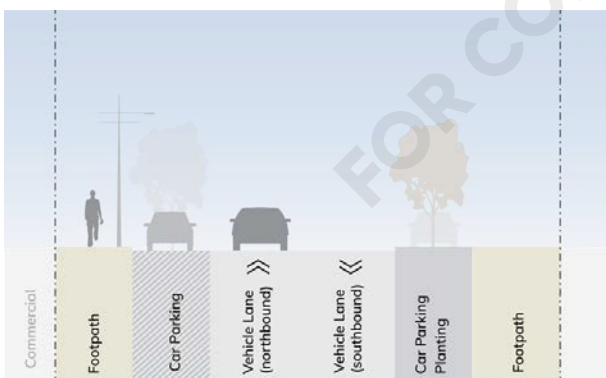 FOR CO
Commercial
Footpath
Car Parking
Vehicle Lane
(northbound)
Vehicle Lane
(southbound)
Car Parking
Planting
Footpath